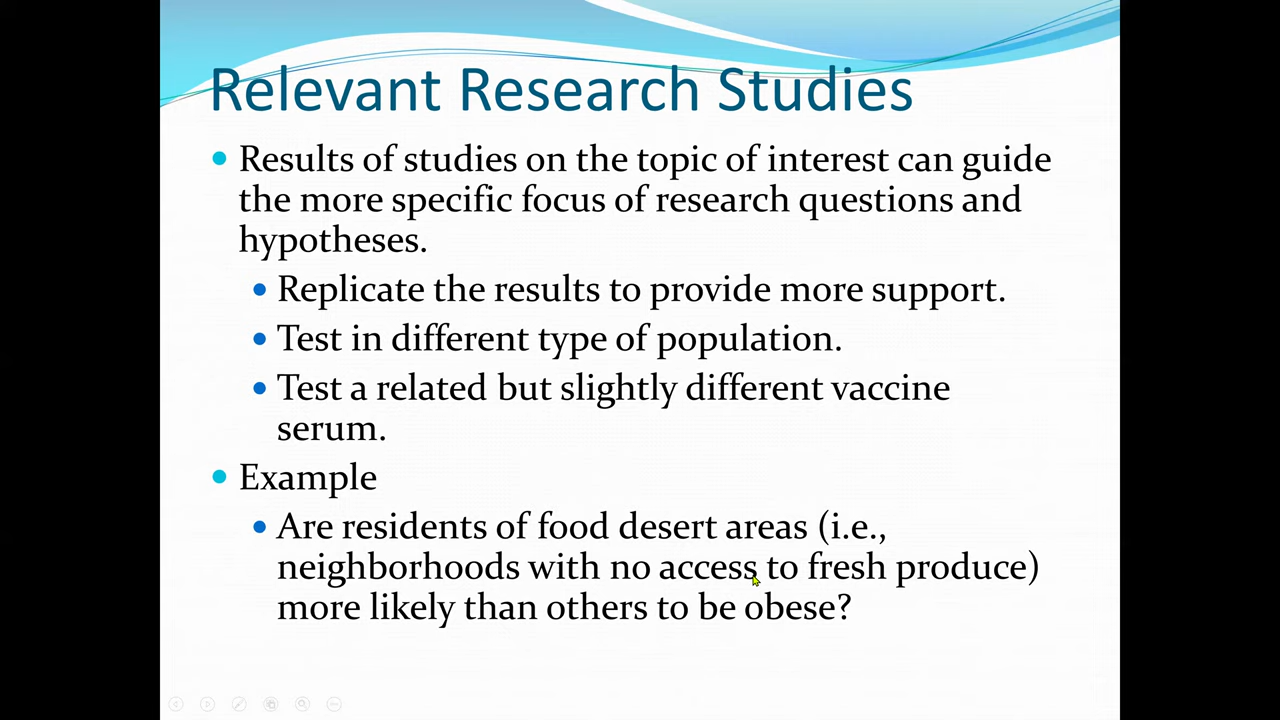 Relevant Research Studies
• Results of studies on the topic of interest can guide
the more specific focus of research questions and
hypotheses.
• Replicate the results to provide more support.
• Test in different type of population.
• Test a related but slightly different vaccine
serum.
• Example
• Are residents of food desert areas (i.e.,
neighborhoods with no access to fresh produce)
more likely than others to be obese?